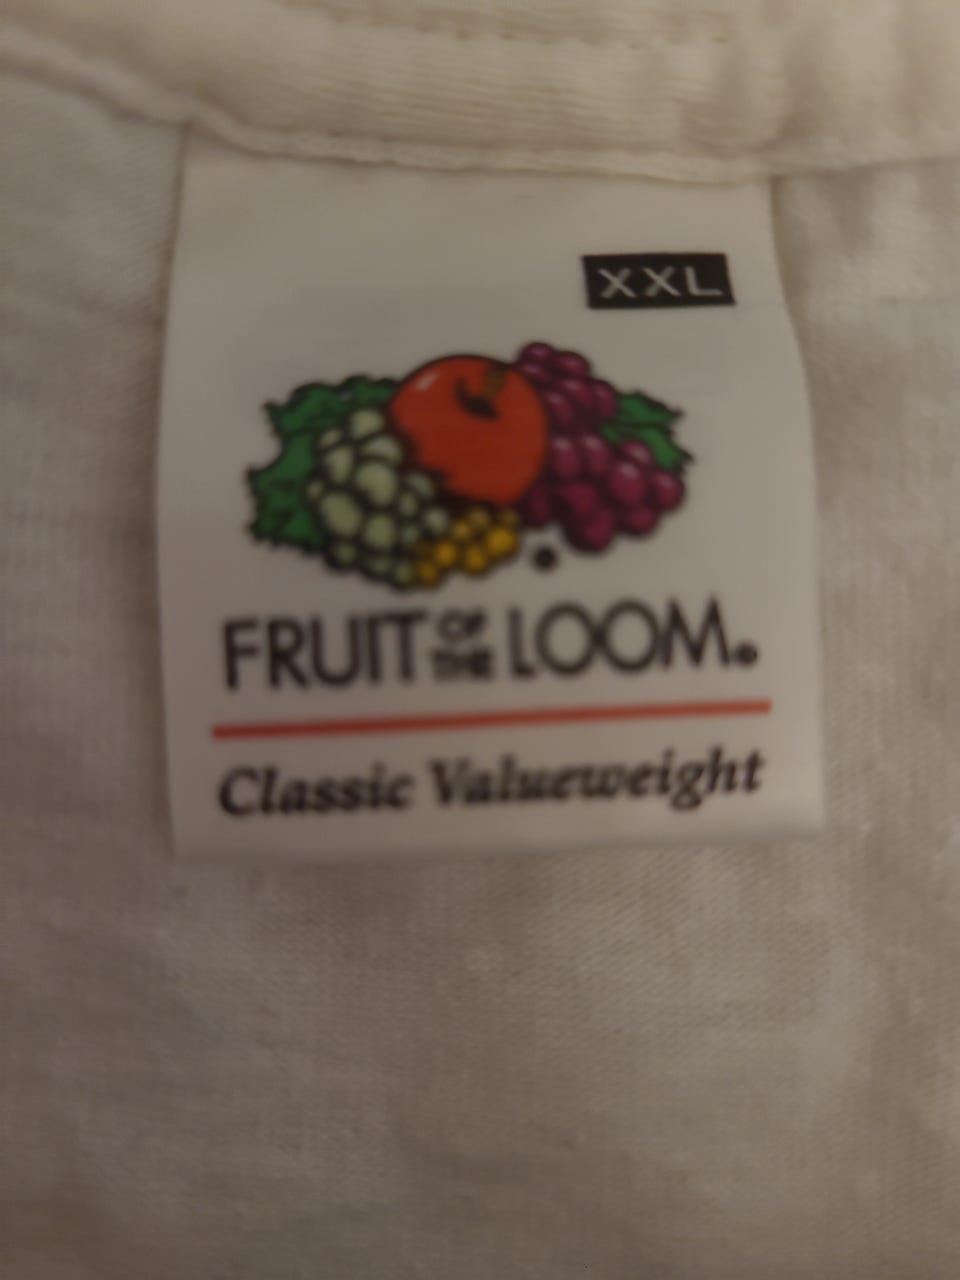 XXL
FRUIT OF THE LOOM®
Classic Valueweight